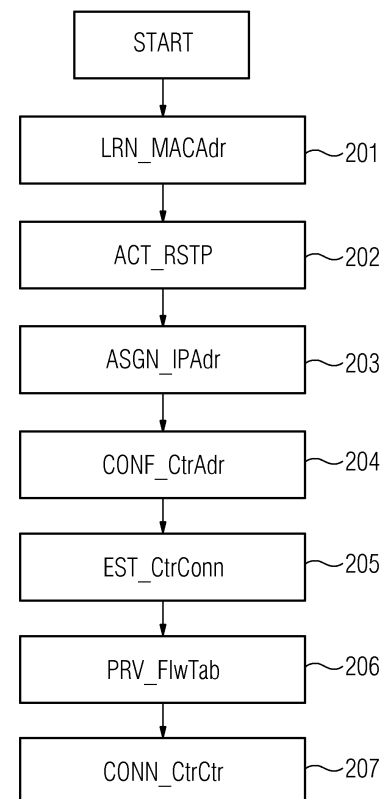 START
LRN_MACAdr
201
ACT_RSTP
202
ASGN_IPAdr
203
CONF_CtrAdr
204
EST_CtrConn
205
PRV_FlwTab
206
CONN_CtrCtr
207